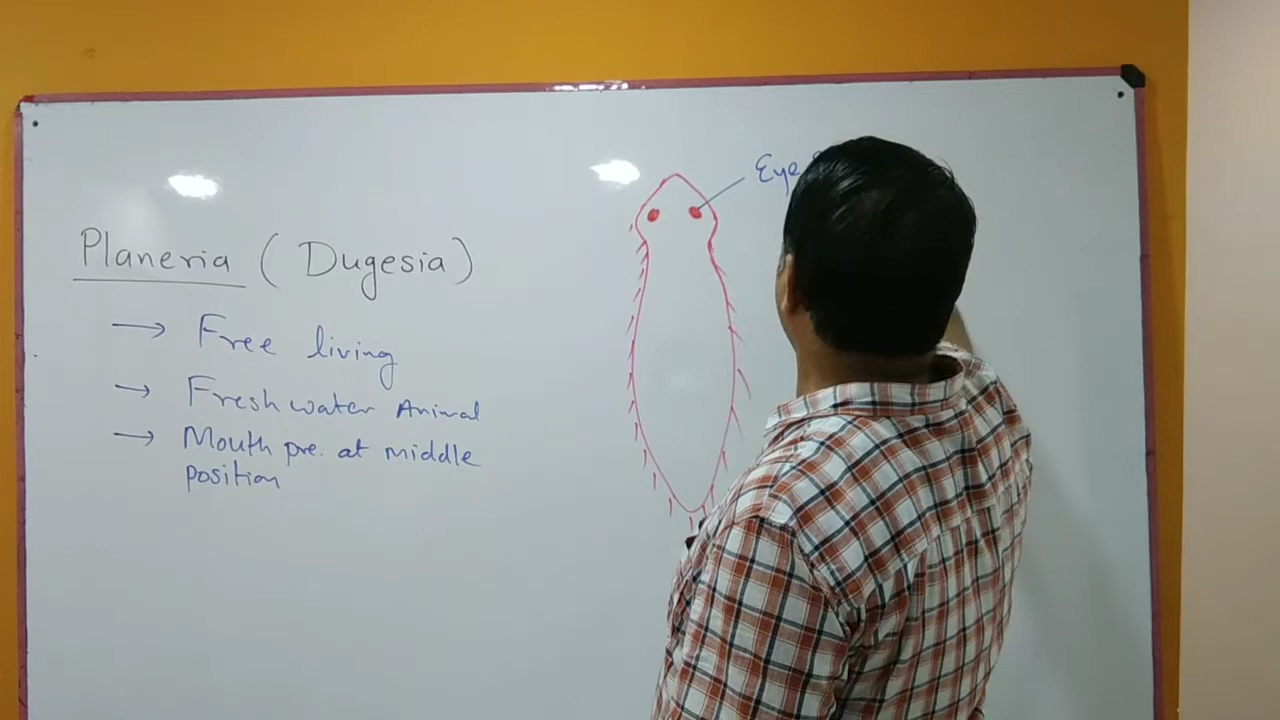 Planeria ( Dugesia )
→ Free living
→ Fresh water Animal
→ Mouth pre. at middle
position
Eye